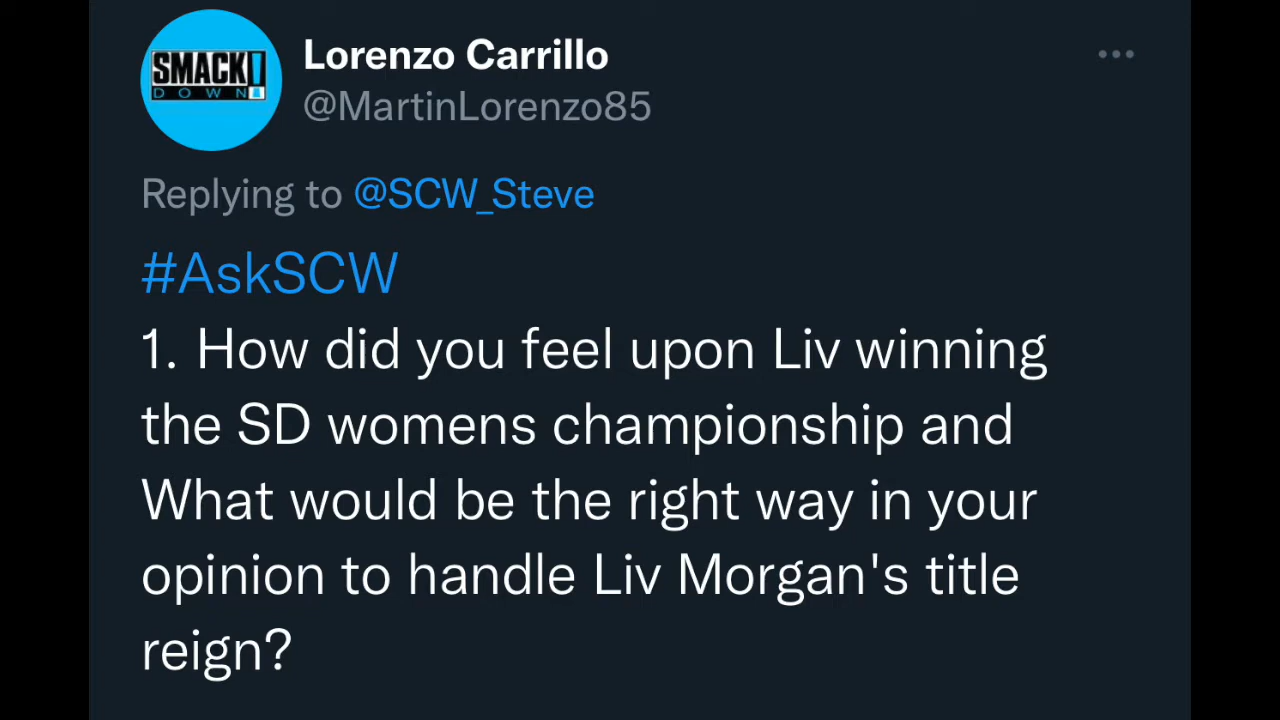 SMACK
DOWN!
Lorenzo Carrillo
@MartinLorenzo85
Replying to @SCW_Steve
#AskSCW
1. How did you feel upon Liv winning
the SD womens championship and
What would be the right way in your
opinion to handle Liv Morgan's title
reign?